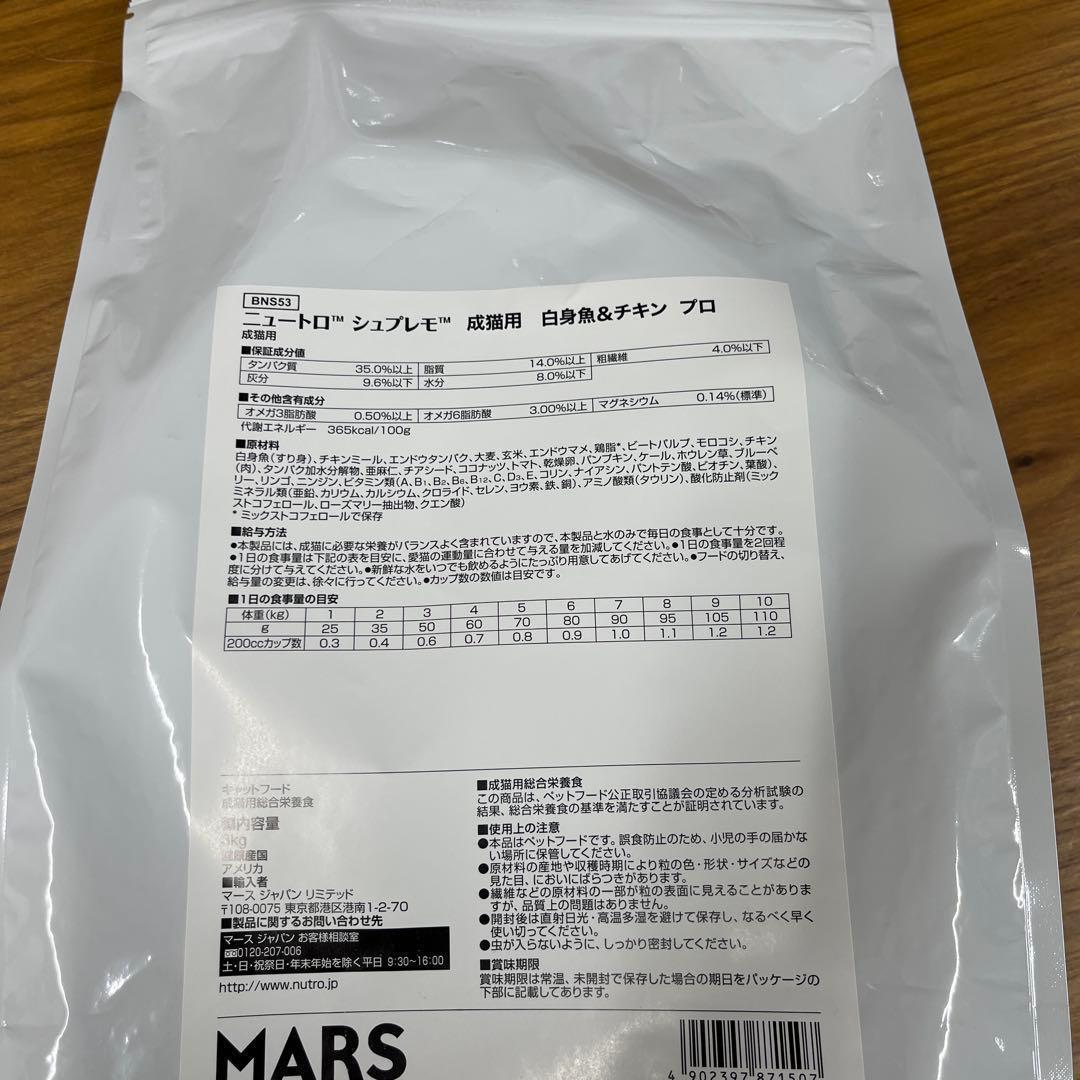 BNS53
ニュートロ™ シュプレモ™ 成猫用 白身魚&チキン プロ
成猫用
■保証成分値
タンパク質 35.0%以上 脂質 14.0%以上 粗繊維 4.0%以下
灰分 9.6%以下 水分 8.0%以下
■その他含有成分
オメガ3脂肪酸 0.50%以上 オメガ6脂肪酸 3.00%以上 マグネシウム 0.14%(標準)
代謝エネルギー 365kcal/100g
■原材料
白身魚(すり身)、チキンミール、エンドウタンパク、大麦、玄米、エンドウマメ、鶏脂*、ビートパルプ、モロコシ、チキン
(肉)、タンパク加水分解物、亜麻仁、チアシード、ココナッツ、トマト、乾燥卵、パンプキン、ケール、ホウレン草、ブルーベ
リー、リンゴ、ニンジン、ビタミン類(A、B1、B2、B6、B12、C、D3、E、コリン、ナイアシン、パントテン酸、ビオチン、葉酸)、
ミネラル類(亜鉛、カリウム、カルシウム、クロライド、セレン、ヨウ素、鉄、銅)、アミノ酸類(タウリン)、酸化防止剤(ミック
ストコフェロール、ローズマリー抽出物、クエン酸)
* ミックストコフェロールで保存
■給与方法
●本製品には、成猫に必要な栄養がバランスよく含まれていますので、本製品と水のみで毎日の食事として十分です。
●1日の食事量は下記の表を目安に、愛猫の運動量に合わせて与える量を加減してください。●1日の食事量を2回程
度に分けて与えてください。●新鮮な水をいつでも飲めるようにたっぷり用意してあげてください。●フードの切り替え、
給与量の変更は、徐々に行ってください。●カップ数の数値は目安です。
■1日の食事量の目安
体重(kg) 1 2 3 4 5 6 7 8 9 10
g 25 35 50 60 70 80 90 95 105 110
200ccカップ数 0.3 0.4 0.6 0.7 0.8 0.9 1.0 1.1 1.2 1.2
キャットフード
成猫用総合栄養食
■内容量
3kg
■原産国
アメリカ
■輸入者
マース ジャパン リミテッド
〒108-0075 東京都港区港南1-2-70
■製品に関するお問い合わせ先
マース ジャパン お客様相談室
0120-207-006
土・日・祝祭日・年末年始を除く平日 9:30~16:00
http://www.nutro.jp
MARS
■成猫用総合栄養食
この商品は、ペットフード公正取引協議会の定める分析試験の
結果、総合栄養食の基準を満たすことが証明されています。
■使用上の注意
●本品はペットフードです。誤食防止のため、小児の手の届かな
い場所に保管してください。
●原材料の産地や収穫時期により粒の色・形状・サイズなどの
見た目、においにばらつきがあります。
●繊維などの原材料の一部が粒の表面に見えることがありま
すが、品質上の問題はありません。
●開封後は直射日光・高温多湿を避けて保存し、なるべく早く
使い切ってください。
●虫が入らないように、しっかり密封してください。
■賞味期限
賞味期限は常温、未開封で保存した場合の期日をパッケージの
下部に記載してあります。
4 902397 871507